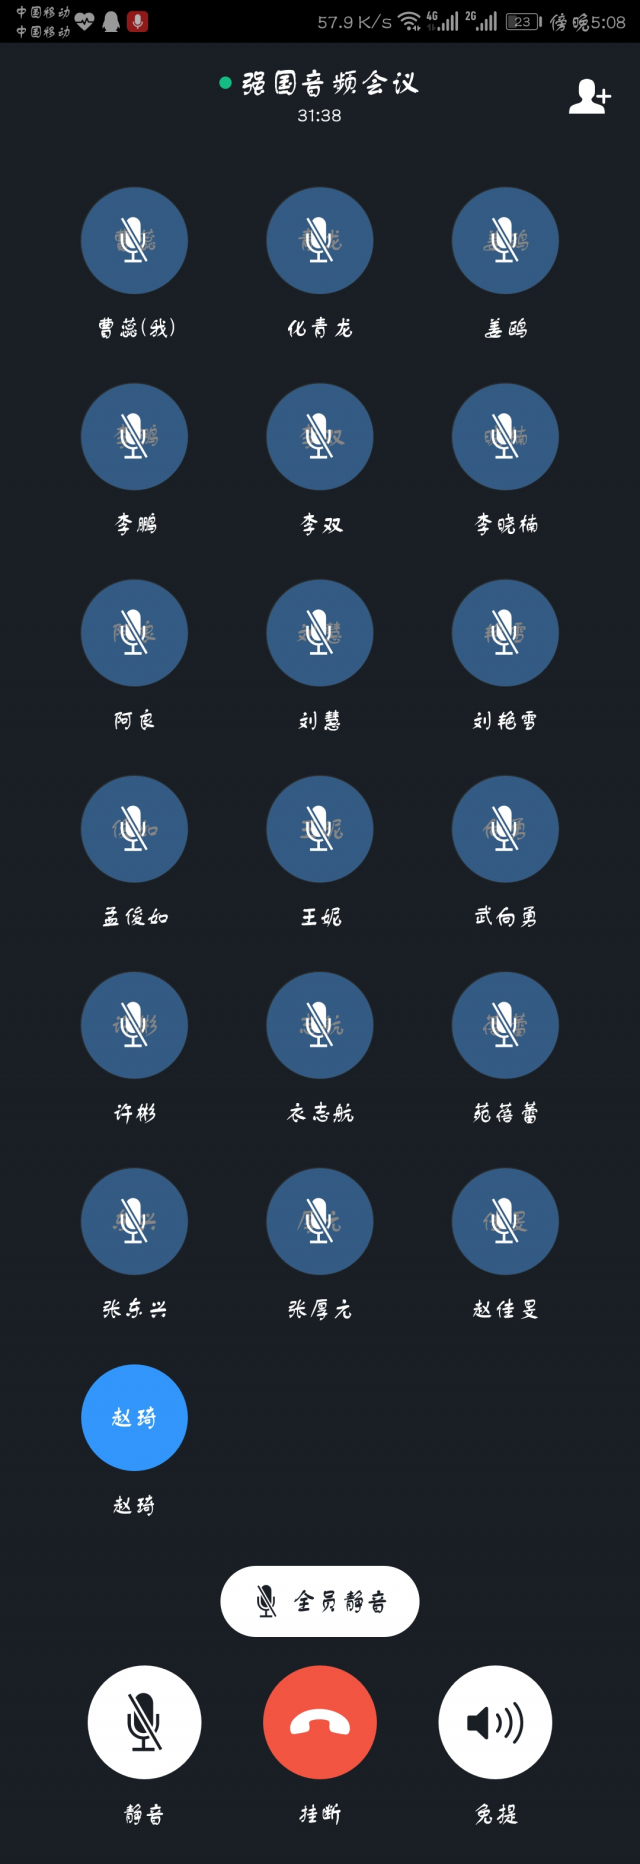 中国移动
中国移动
57.9 K/s 4G 2G 23 傍晚5:08
强国音频会议
31:38
曹蕊(我) 化青龙 姜鸥
李鹏 李双 李晓楠
阿良 刘慧 刘艳雪
孟俊如 王妮 武向勇
许彬 衣志航 苑蓓蕾
张东兴 张厚元 赵佳旻
赵琦
赵琦
全员静音
静音 挂断 免提